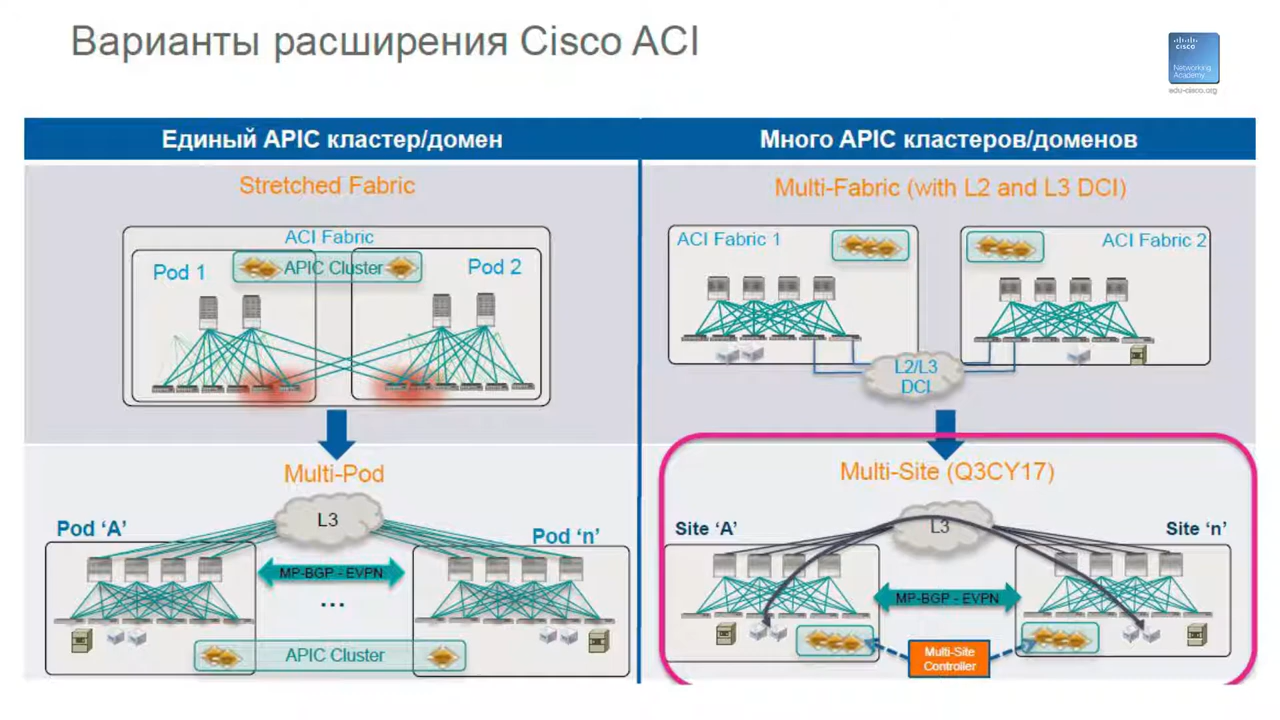 Варианты расширения Cisco ACI
cisco
Networking
Academy
edu-cisco.org
Единый APIC кластер/домен
Много APIC кластеров/доменов
Stretched Fabric
ACI Fabric
Pod 1
APIC Cluster
Pod 2
Multi-Fabric (with L2 and L3 DCI)
ACI Fabric 1
ACI Fabric 2
L2/L3
DCI
Multi-Pod
L3
Pod ‘A’
Pod ‘n’
MP-BGP - EVPN
...
APIC Cluster
Multi-Site (Q3CY17)
L3
Site ‘A’
Site ‘n’
MP-BGP - EVPN
Multi-Site
Controller